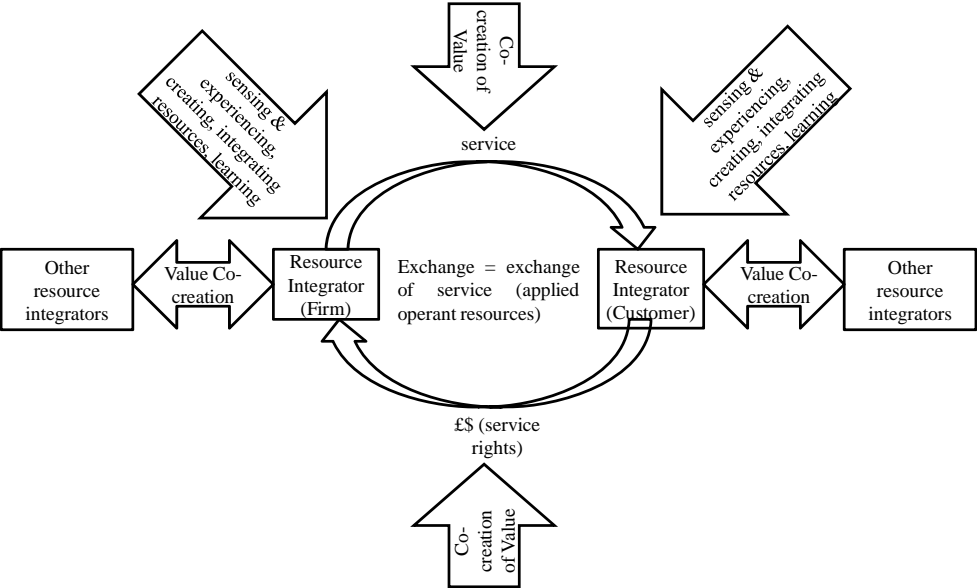 Co-
creation of
Value
sensing &
experiencing,
creating, integrating
resources, learning
sensing &
experiencing,
creating, integrating
resources, learning
service
Other
resource
integrators
Value Co-
creation
Resource
Integrator
(Firm)
Exchange = exchange
of service (applied
operant resources)
Resource
Integrator
(Customer)
Value Co-
creation
Other
resource
integrators
£$ (service
rights)
Co-
creation
of Value